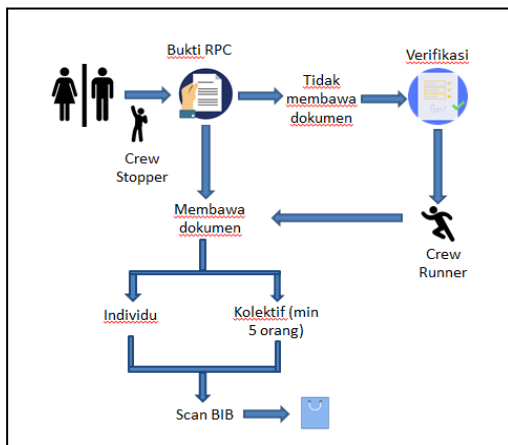 Bukti RPC
Verifikasi
Tidak
membawa
dokumen
Crew
Stopper
Membawa
dokumen
Crew
Runner
Individu
Kolektif (min
5 orang)
Scan BIB